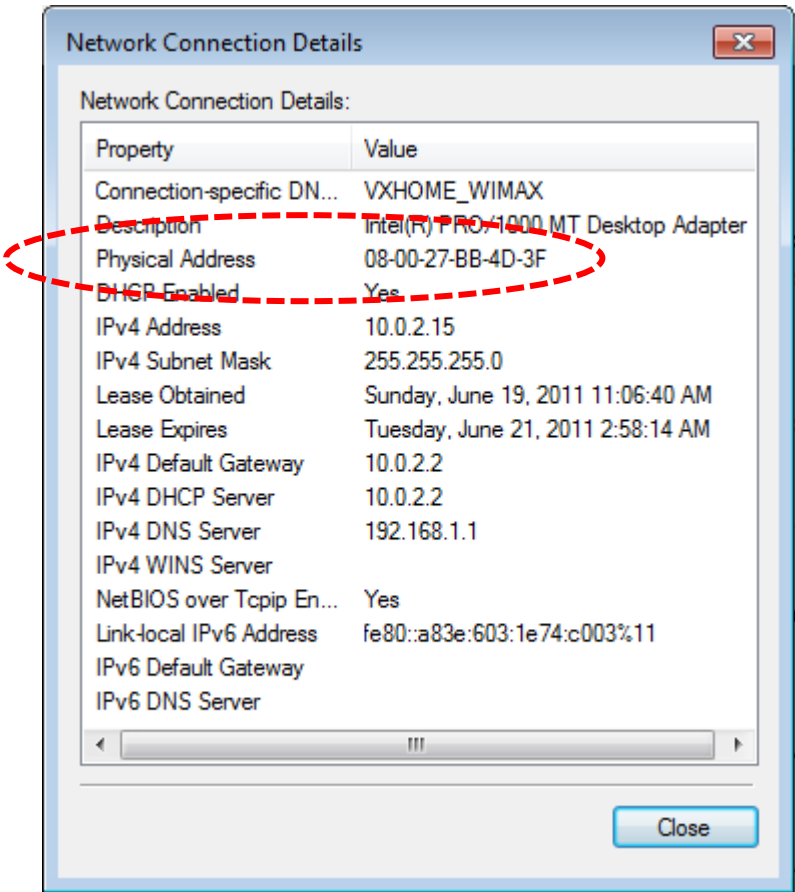 Network Connection Details
Network Connection Details:
Property Value
Connection-specific DN... VXHOME_WIMAX
Description Intel(R) PRO/1000 MT Desktop Adapter
Physical Address 08-00-27-BB-4D-3F
DHCP Enabled Yes
IPv4 Address 10.0.2.15
IPv4 Subnet Mask 255.255.255.0
Lease Obtained Sunday, June 19, 2011 11:06:40 AM
Lease Expires Tuesday, June 21, 2011 2:58:14 AM
IPv4 Default Gateway 10.0.2.2
IPv4 DHCP Server 10.0.2.2
IPv4 DNS Server 192.168.1.1
IPv4 WINS Server
NetBIOS over Tcpip En... Yes
Link-local IPv6 Address fe80::a83e:603:1e74:c003%11
IPv6 Default Gateway
IPv6 DNS Server
Close